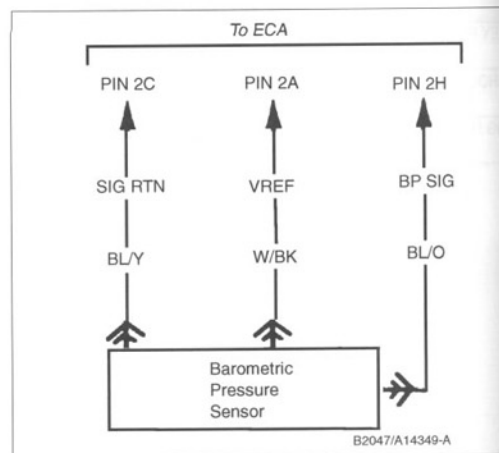 To ECA
PIN 2C PIN 2A PIN 2H
SIG RTN VREF BP SIG
BL/Y W/BK BL/O
Barometric
Pressure
Sensor
B2047/A14349-A